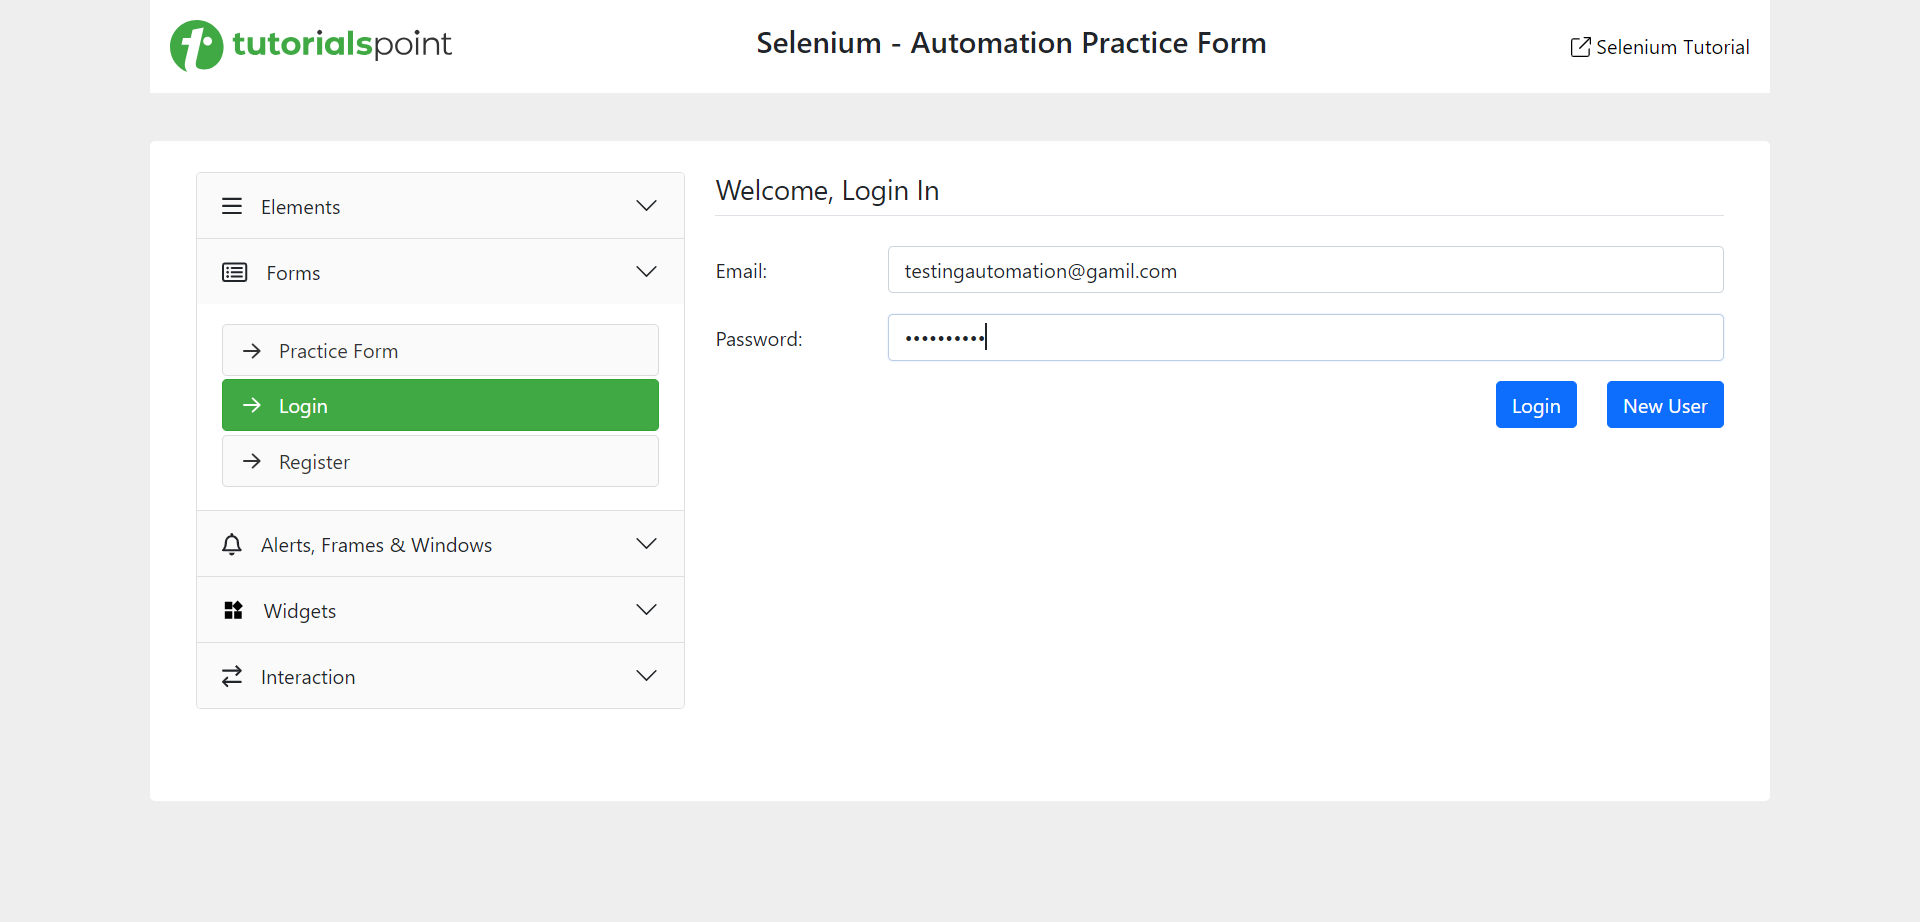 tutorialspoint
Selenium - Automation Practice Form
Selenium Tutorial
Elements
Forms
Practice Form
Login
Register
Alerts, Frames & Windows
Widgets
Interaction
Welcome, Login In
Email:
testingautomation@gamil.com
Password:
••••••••••
Login
New User